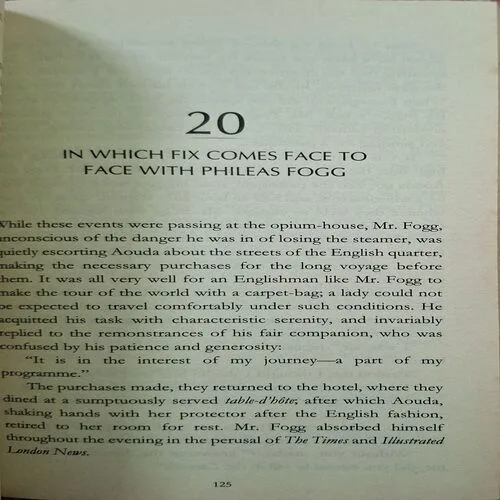 20
IN WHICH FIX COMES FACE TO
FACE WITH PHILEAS FOGG
While these events were passing at the opium-house, Mr. Fogg,
unconscious of the danger he was in of losing the steamer, was
quietly escorting Aouda about the streets of the English quarter,
making the necessary purchases for the long voyage before
them. It was all very well for an Englishman like Mr. Fogg to
make the tour of the world with a carpet-bag; a lady could not
be expected to travel comfortably under such conditions. He
acquitted his task with characteristic serenity, and invariably
replied to the remonstrances of his fair companion, who was
confused by his patience and generosity:
“It is in the interest of my journey—a part of my
programme.”
The purchases made, they returned to the hotel, where they
dined at a sumptuously served table-d’hôte; after which Aouda,
shaking hands with her protector after the English fashion,
retired to her room for rest. Mr. Fogg absorbed himself
throughout the evening in the perusal of The Times and Illustrated
London News.
125